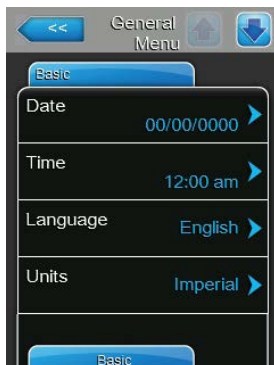 <<
General
Menu
Basic
Date
00/00/0000
Time
12:00 am
Language
English
Units
Imperial
Basic